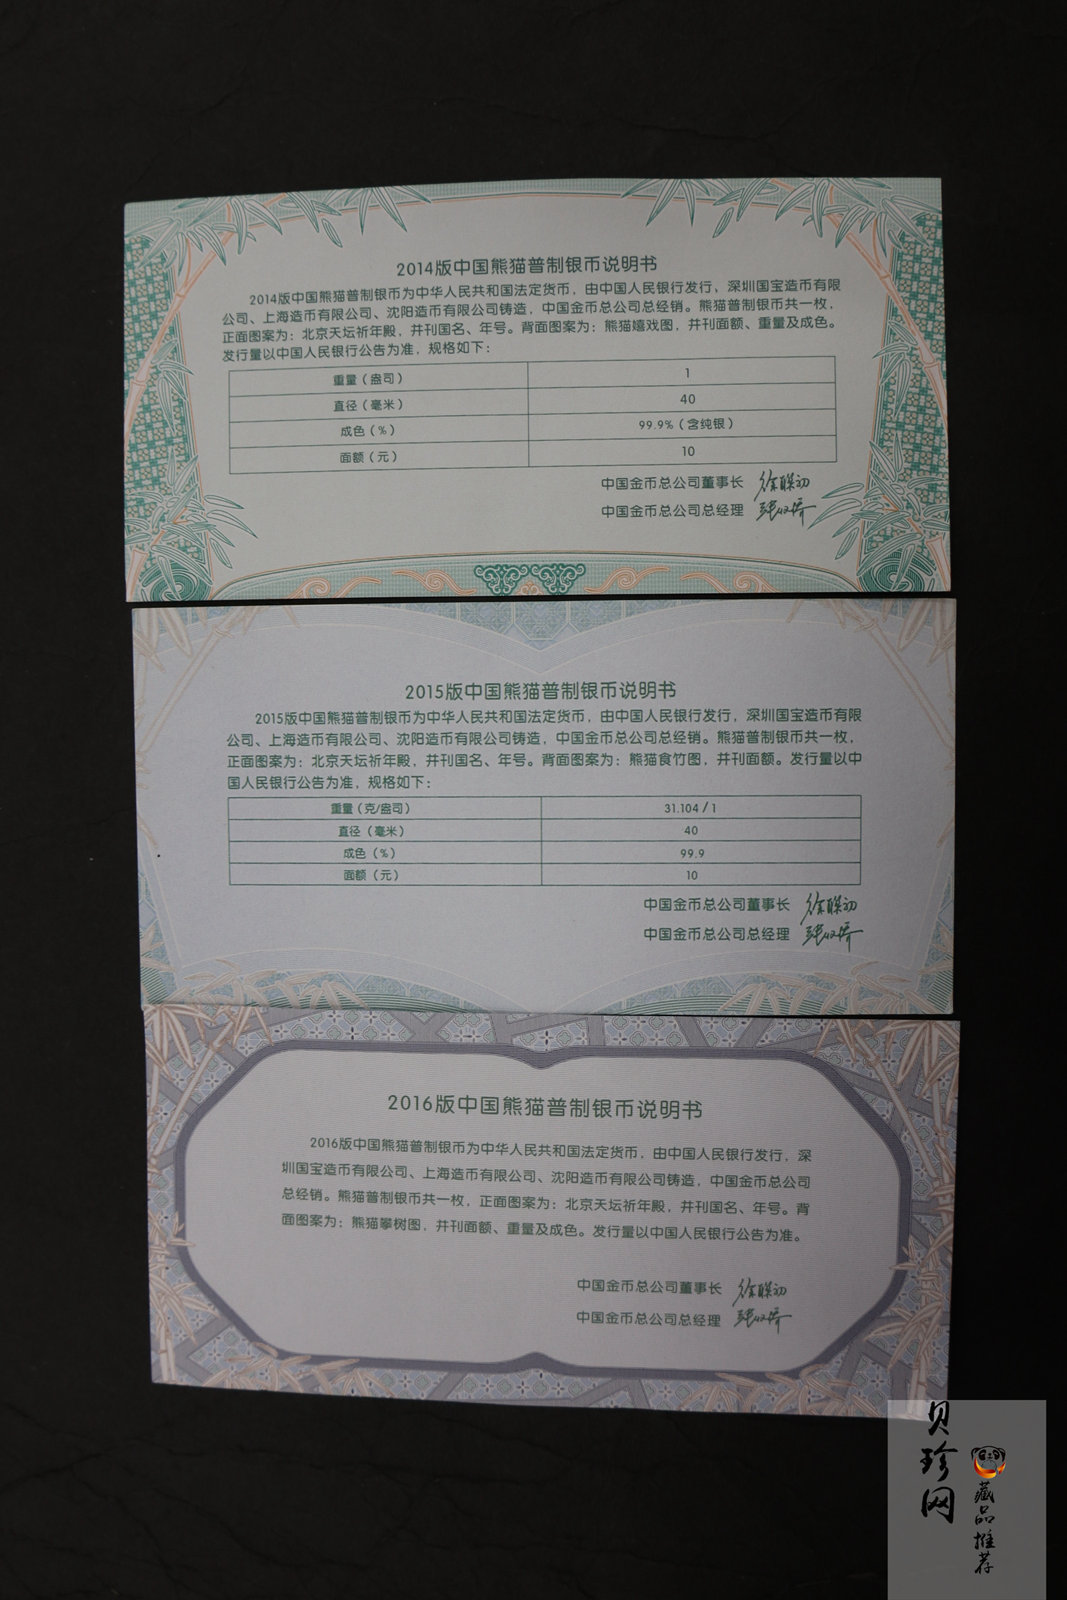 2014版中国熊猫普制银币说明书
2014版中国熊猫普制银币为中华人民共和国法定货币，由中国人民银行发行，深圳国宝造币有限
公司、上海造币有限公司、沈阳造币有限公司铸造，中国金币总公司总经销。熊猫普制银币共一枚，
正面图案为：北京天坛祈年殿，并刊国名、年号。背面图案为：熊猫嬉戏图，并刊面额、重量及成色。
发行量以中国人民银行公告为准，规格如下：
重量（盎司） 1
直径（毫米） 40
成色（%） 99.9%（含纯银）
面额（元） 10
中国金币总公司董事长 徐联初
中国金币总公司总经理
2015版中国熊猫普制银币说明书
2015版中国熊猫普制银币为中华人民共和国法定货币，由中国人民银行发行，深圳国宝造币有限
公司、上海造币有限公司、沈阳造币有限公司铸造，中国金币总公司总经销。熊猫普制银币共一枚，
正面图案为：北京天坛祈年殿，并刊国名、年号。背面图案为：熊猫食竹图，并刊面额。发行量以中
国人民银行公告为准，规格如下：
重量（克/盎司） 31.104 / 1
直径（毫米） 40
成色（%） 99.9
面额（元） 10
中国金币总公司董事长 徐联初
中国金币总公司总经理
2016版中国熊猫普制银币说明书
2016版中国熊猫普制银币为中华人民共和国法定货币，由中国人民银行发行，深
圳国宝造币有限公司、上海造币有限公司、沈阳造币有限公司铸造，中国金币总公司
总经销。熊猫普制银币共一枚，正面图案为：北京天坛祈年殿，并刊国名、年号。背
面图案为：熊猫攀树图，并刊面额、重量及成色。发行量以中国人民银行公告为准。
中国金币总公司董事长 徐联初
中国金币总公司总经理
贝珍网
藏品推荐